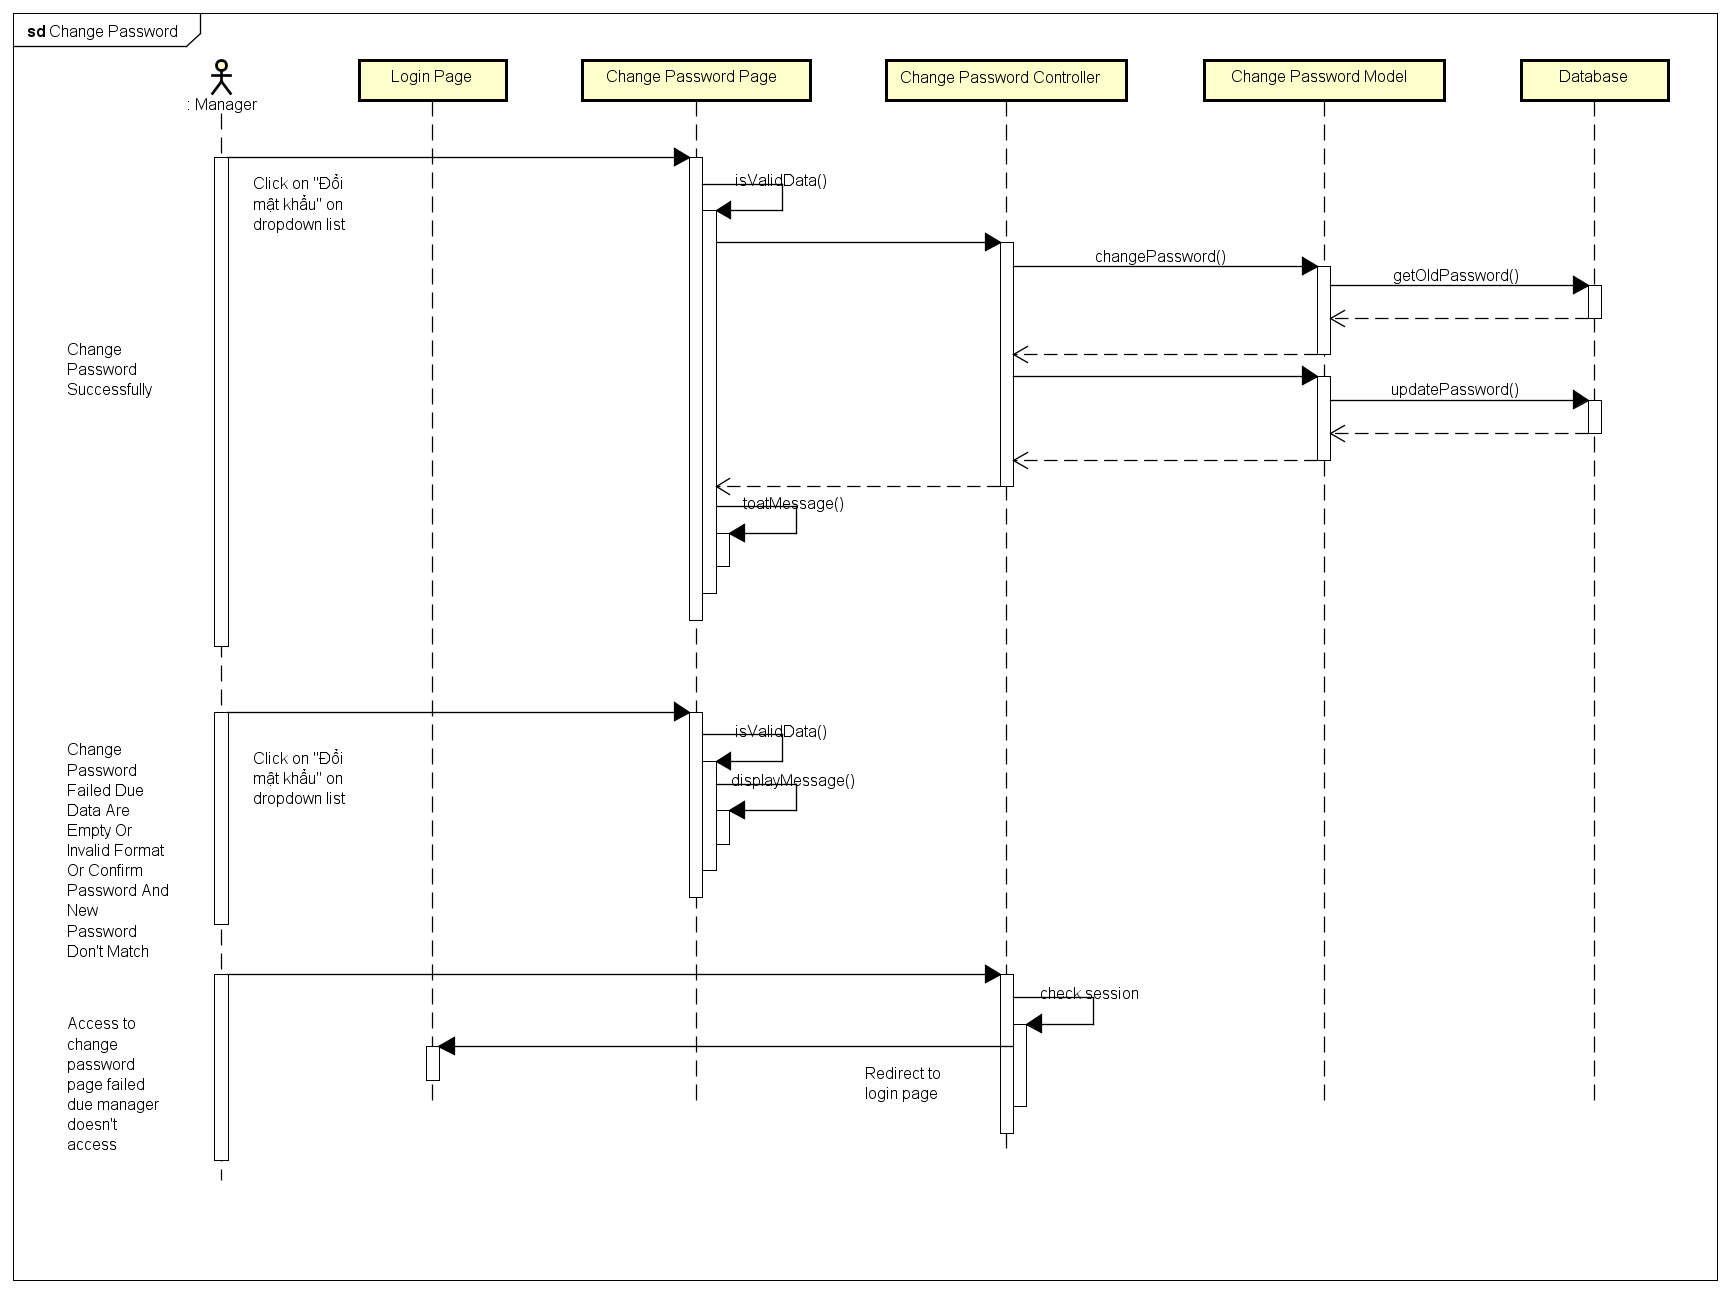 sd Change Password
: Manager
Login Page
Change Password Page
Change Password Controller
Change Password Model
Database
Click on "Đổi
mật khẩu" on
dropdown list
isValidData()
changePassword()
getOldPassword()
Change
Password
Successfully
updatePassword()
toatMessage()
isValidData()
Click on "Đổi
mật khẩu" on
dropdown list
displayMessage()
Change
Password
Failed Due
Data Are
Empty Or
Invalid Format
Or Confirm
Password And
New
Password
Don't Match
check session
Access to
change
password
page failed
due manager
doesn't
access
Redirect to
login page